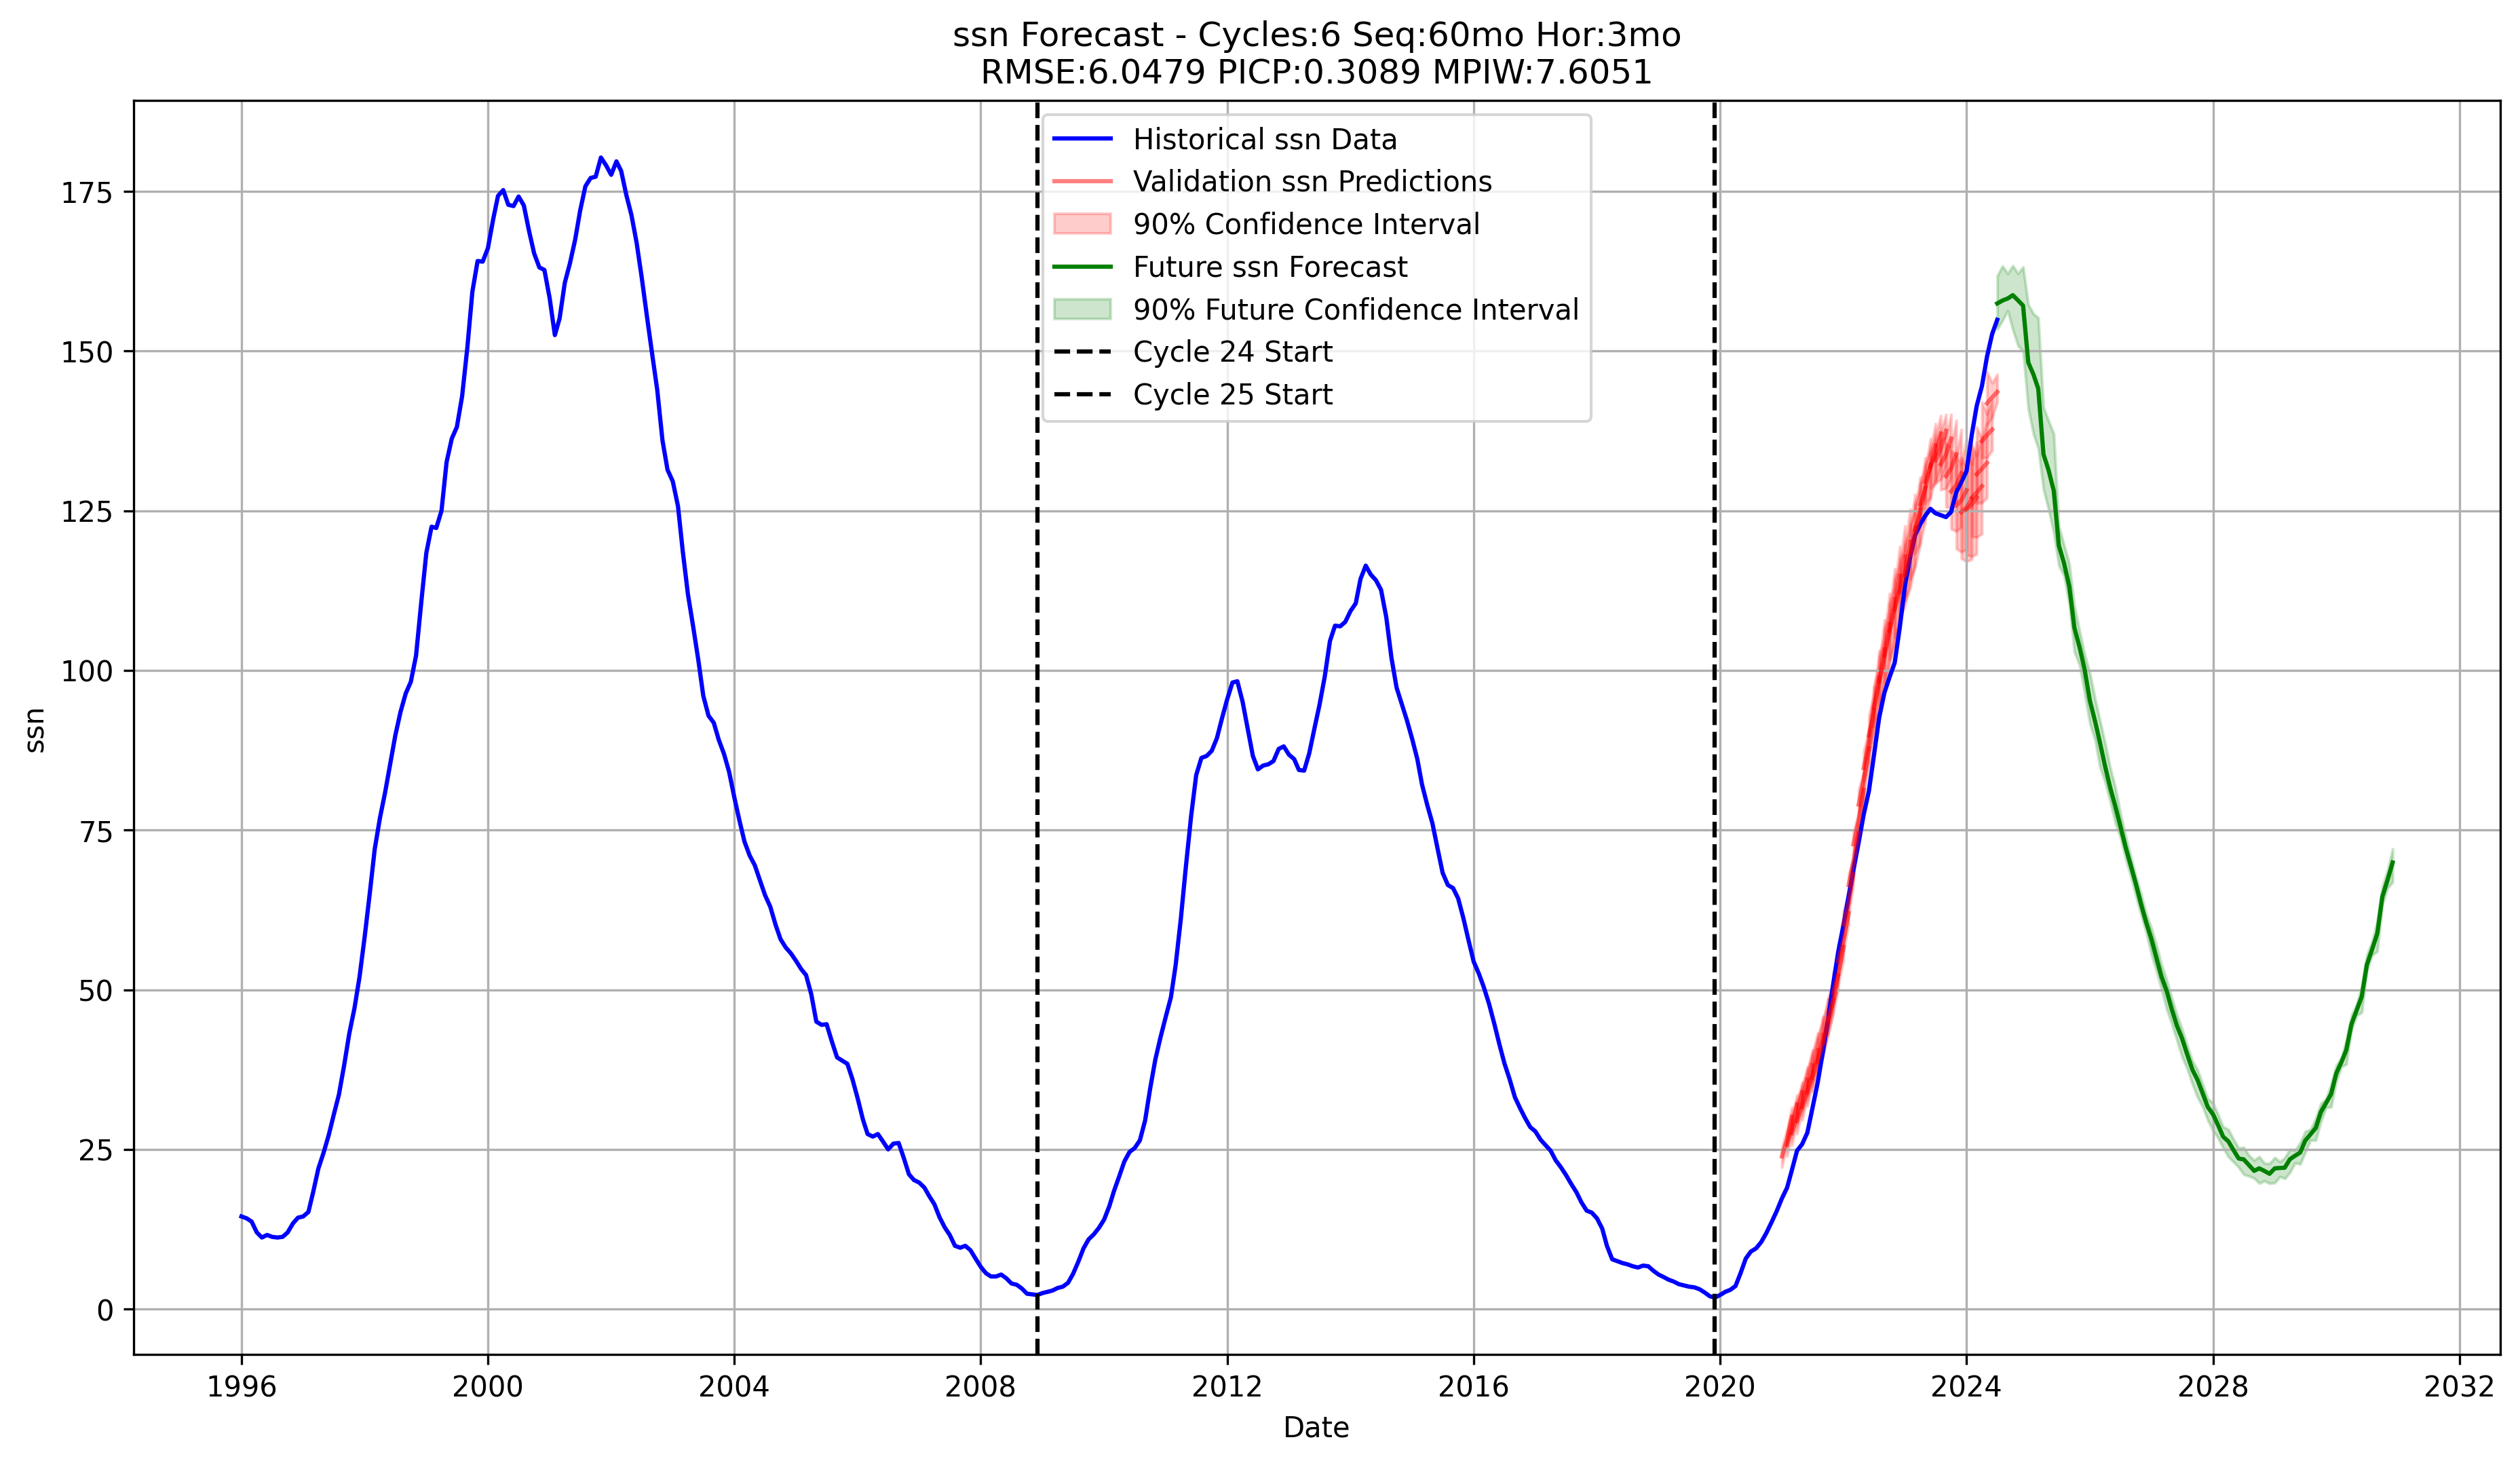 ssn Forecast - Cycles:6 Seq:60mo Hor:3mo
RMSE:6.0479 PICP:0.3089 MPIW:7.6051
Historical ssn Data
Validation ssn Predictions
90% Confidence Interval
Future ssn Forecast
90% Future Confidence Interval
Cycle 24 Start
Cycle 25 Start
175
150
125
100
75
50
25
0
ssn
1996 2000 2004 2008 2012 2016 2020 2024 2028 2032
Date